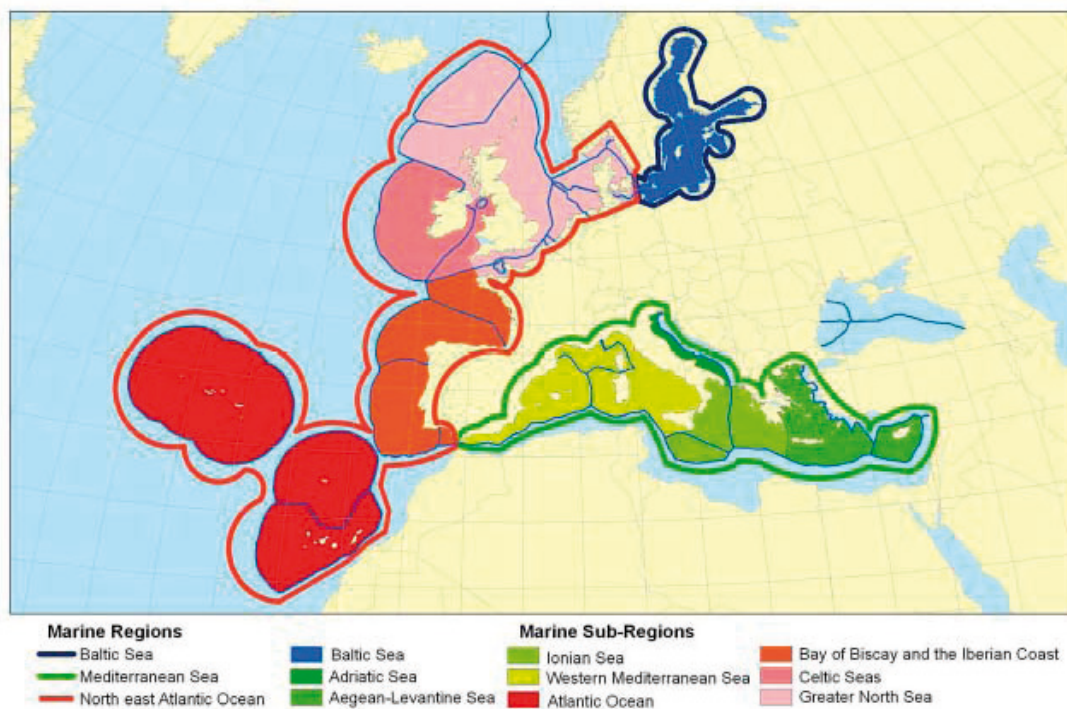 Marine Regions
Baltic Sea
Mediterranean Sea
North east Atlantic Ocean
Marine Sub-Regions
Baltic Sea
Adriatic Sea
Aegean-Levantine Sea
Ionian Sea
Western Mediterranean Sea
Atlantic Ocean
Bay of Biscay and the Iberian Coast
Celtic Seas
Greater North Sea